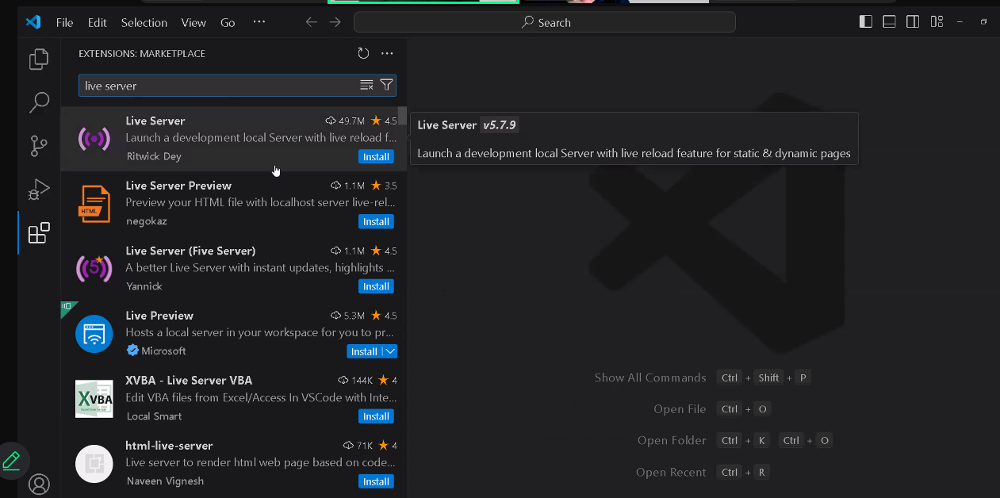 File Edit Selection View Go ···
Search
EXTENSIONS: MARKETPLACE
live server
Live Server 49.7M 4.5
Launch a development local Server with live reload f...
Ritwick Dey Install
Live Server v5.7.9
Launch a development local Server with live reload feature for static & dynamic pages
Live Server Preview 1.1M 3.5
Preview your HTML file with localhost server live-rel...
negokaz Install
HTML
Live Server (Five Server) 1.1M 4.5
A better Live Server with instant updates, highlights ...
Yannick Install
5
Live Preview 5.3M 4.5
Hosts a local server in your workspace for you to pr...
Microsoft Install
XVBA - Live Server VBA 144K 4
Edit VBA files from Excel/Access In VSCode with Inte...
Local Smart Install
XVBA
html-live-server 71K 4
Live server to render html web page based on code...
Naveen Vignesh Install
Show All Commands Ctrl + Shift + P
Open File Ctrl + O
Open Folder Ctrl + K Ctrl + O
Open Recent Ctrl + R